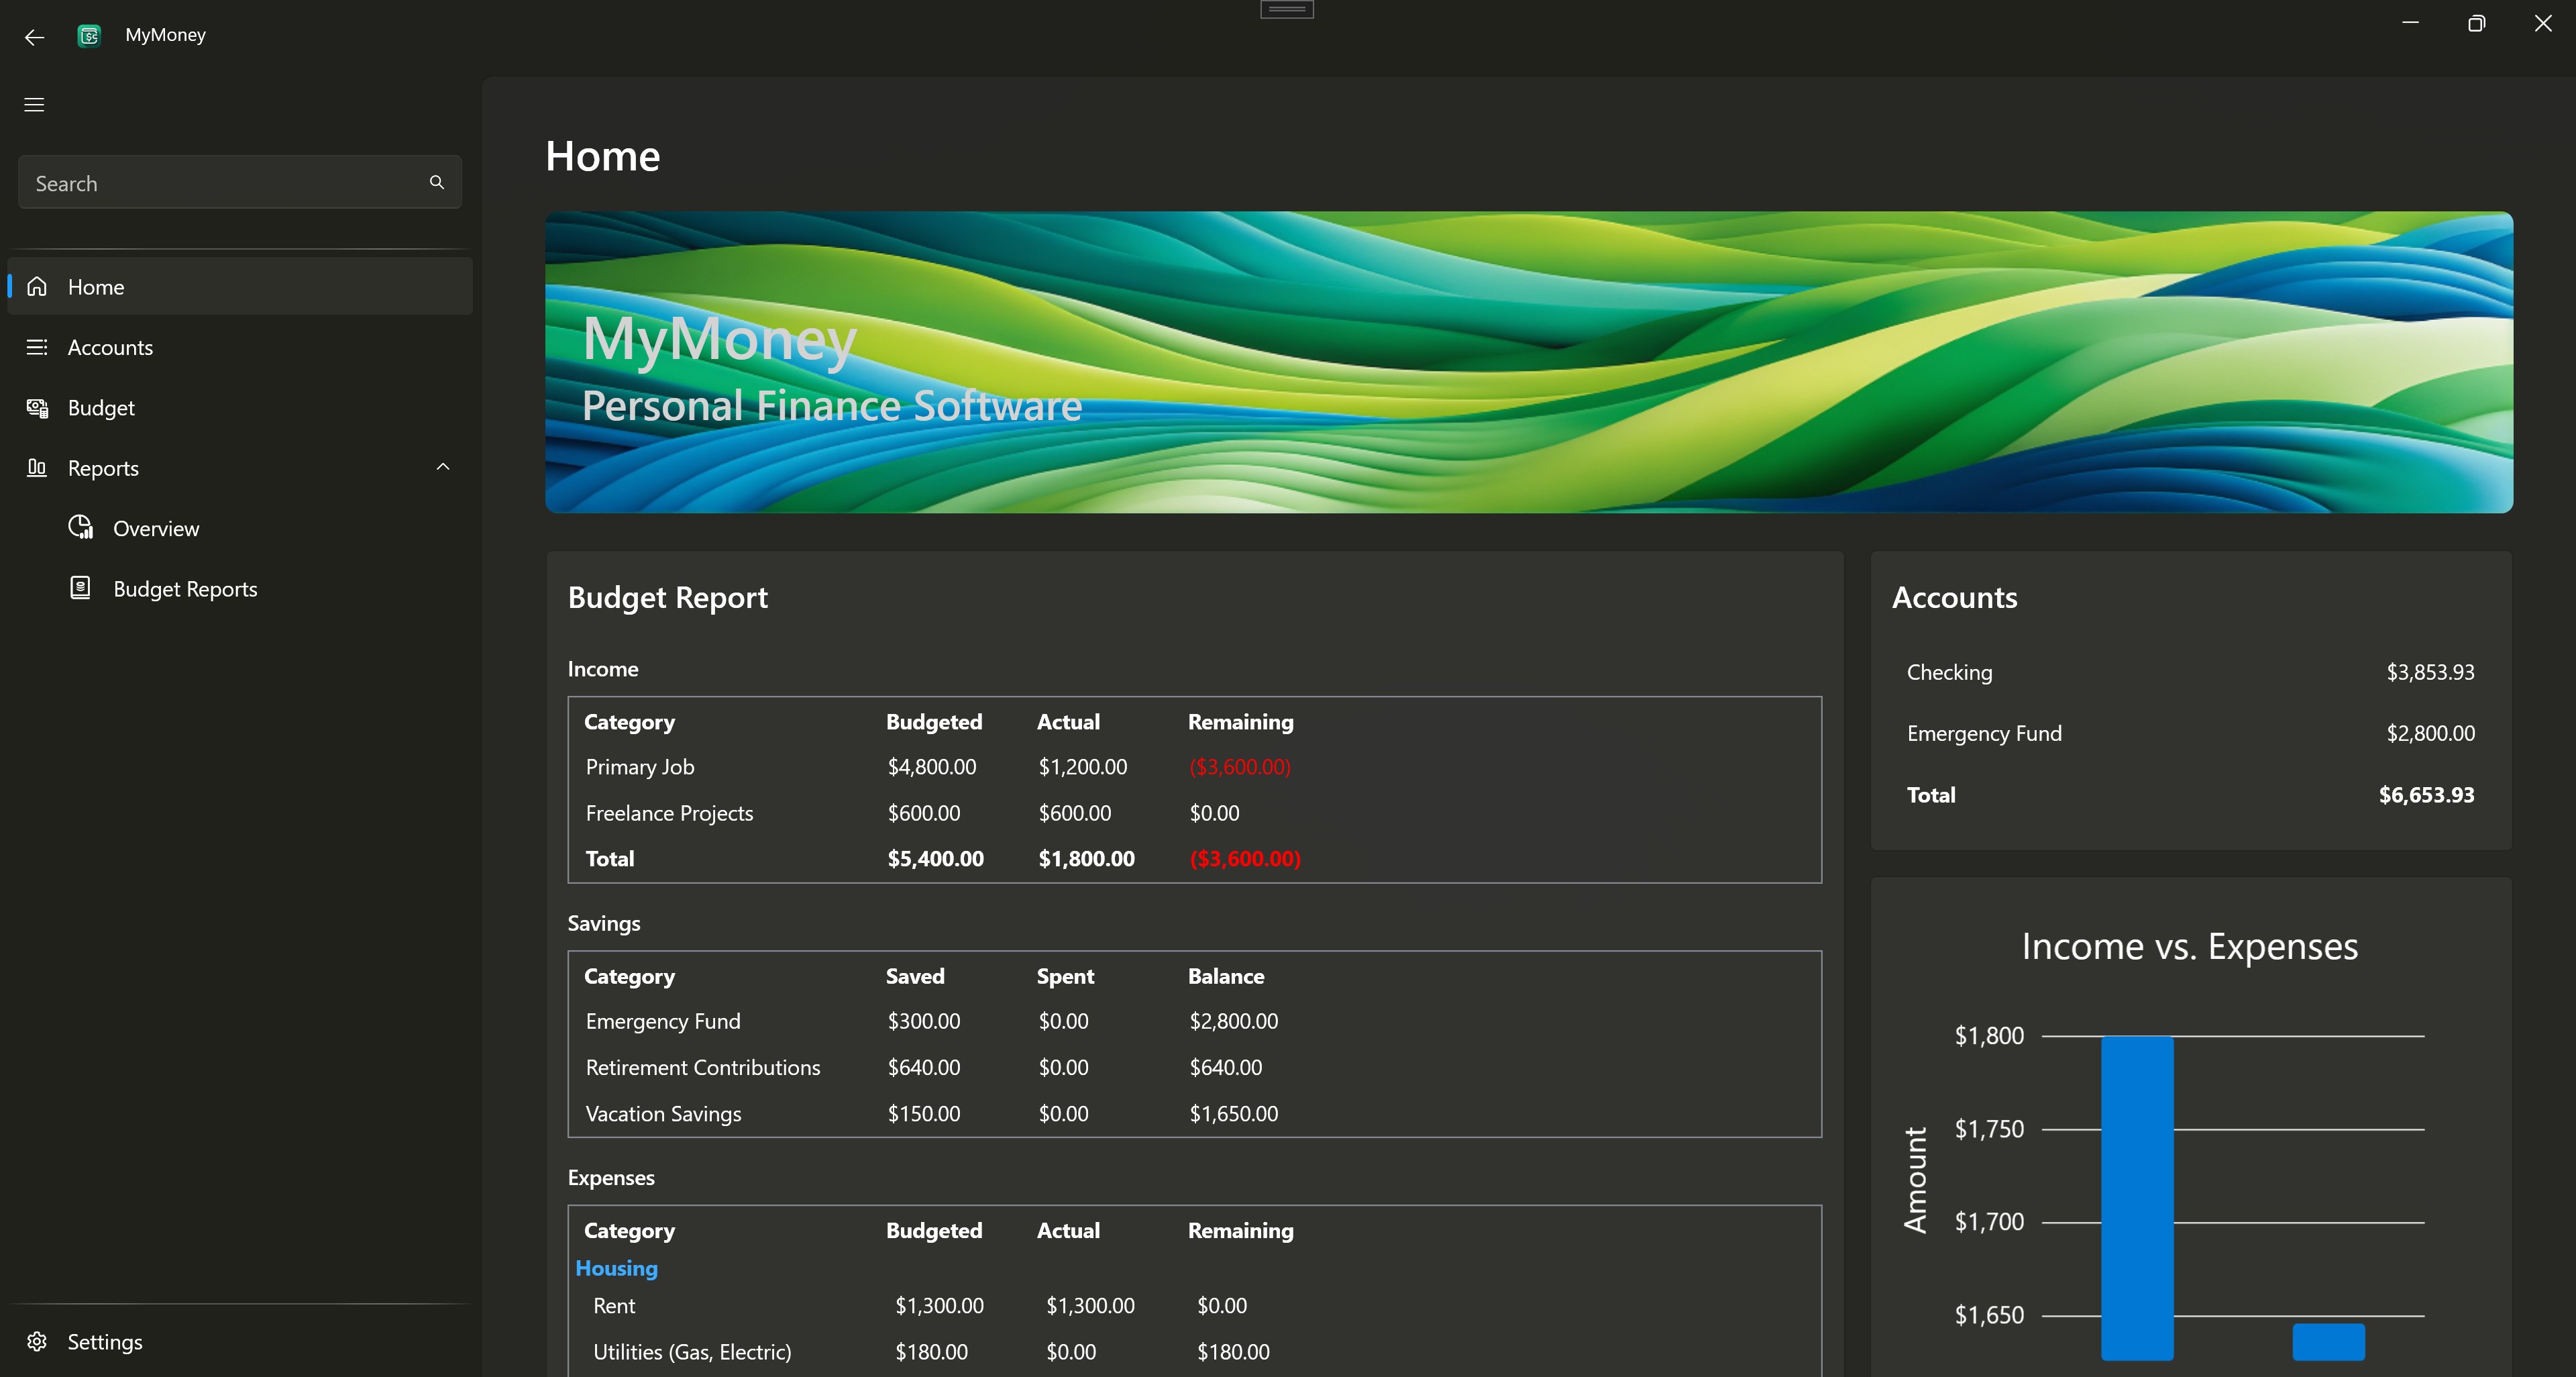 MyMoney
Search
Home
Accounts
Budget
Reports
Overview
Budget Reports
Settings
Home
MyMoney
Personal Finance Software
Budget Report
Income
Category Budgeted Actual Remaining
Primary Job $4,800.00 $1,200.00 ($3,600.00)
Freelance Projects $600.00 $600.00 $0.00
Total $5,400.00 $1,800.00 ($3,600.00)
Savings
Category Saved Spent Balance
Emergency Fund $300.00 $0.00 $2,800.00
Retirement Contributions $640.00 $0.00 $640.00
Vacation Savings $150.00 $0.00 $1,650.00
Expenses
Category Budgeted Actual Remaining
Housing
Rent $1,300.00 $1,300.00 $0.00
Utilities (Gas, Electric) $180.00 $0.00 $180.00
Accounts
Checking $3,853.93
Emergency Fund $2,800.00
Total $6,653.93
Income vs. Expenses
Amount
$1,800
$1,750
$1,700
$1,650